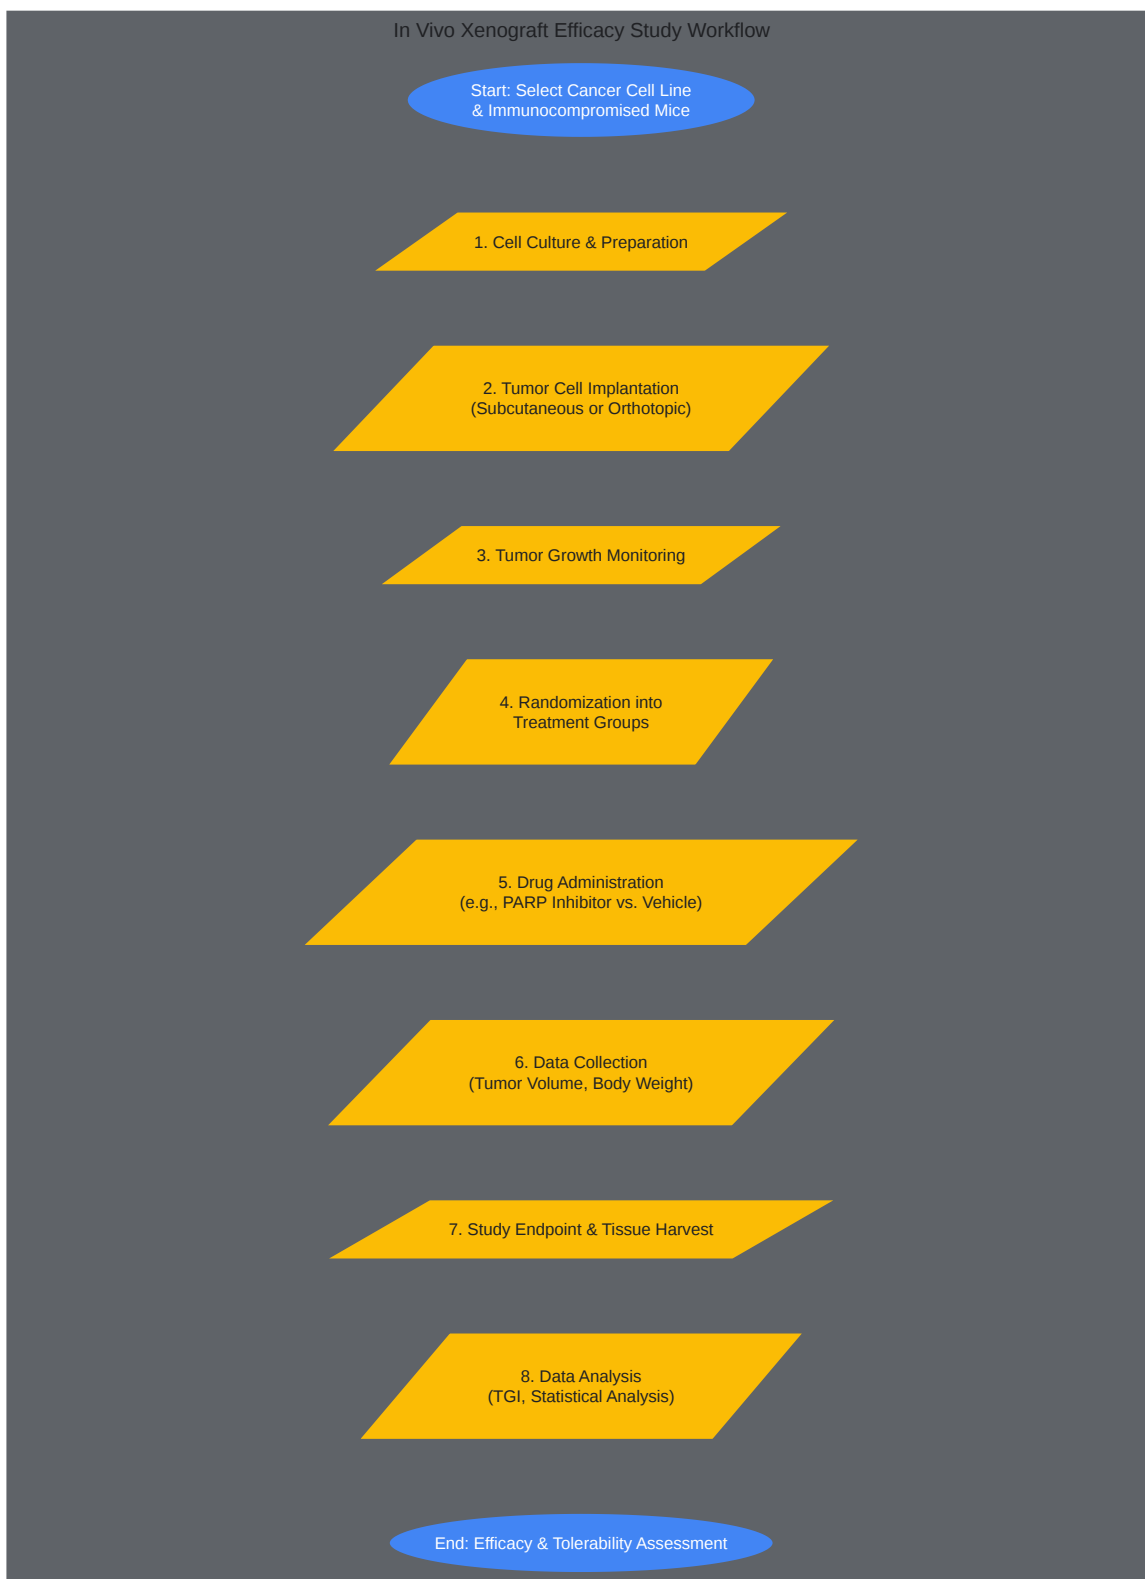 In Vivo Xenograft Efficacy Study Workflow
Start: Select Cancer Cell Line
& Immunocompromised Mice
1. Cell Culture & Preparation
2. Tumor Cell Implantation
(Subcutaneous or Orthotopic)
3. Tumor Growth Monitoring
4. Randomization into
Treatment Groups
5. Drug Administration
(e.g., PARP Inhibitor vs. Vehicle)
6. Data Collection
(Tumor Volume, Body Weight)
7. Study Endpoint & Tissue Harvest
8. Data Analysis
(TGI, Statistical Analysis)
End: Efficacy & Tolerability Assessment